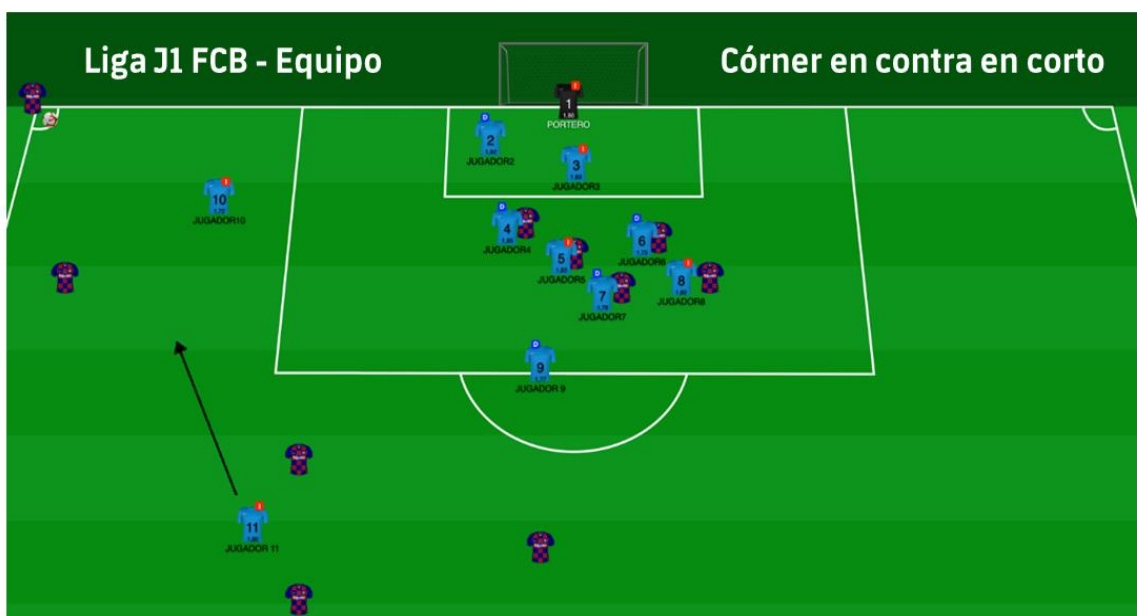 Liga J1 FCB - Equipo
Córner en contra en corto
I
1
PORTERO
D
2
JUGADOR2
I
3
JUGADOR3
I
10
JUGADOR10
D
4
JUGADOR4
I
5
JUGADOR5
D
6
JUGADOR6
D
7
JUGADOR7
I
8
JUGADOR8
D
9
JUGADOR 9
I
11
JUGADOR 11